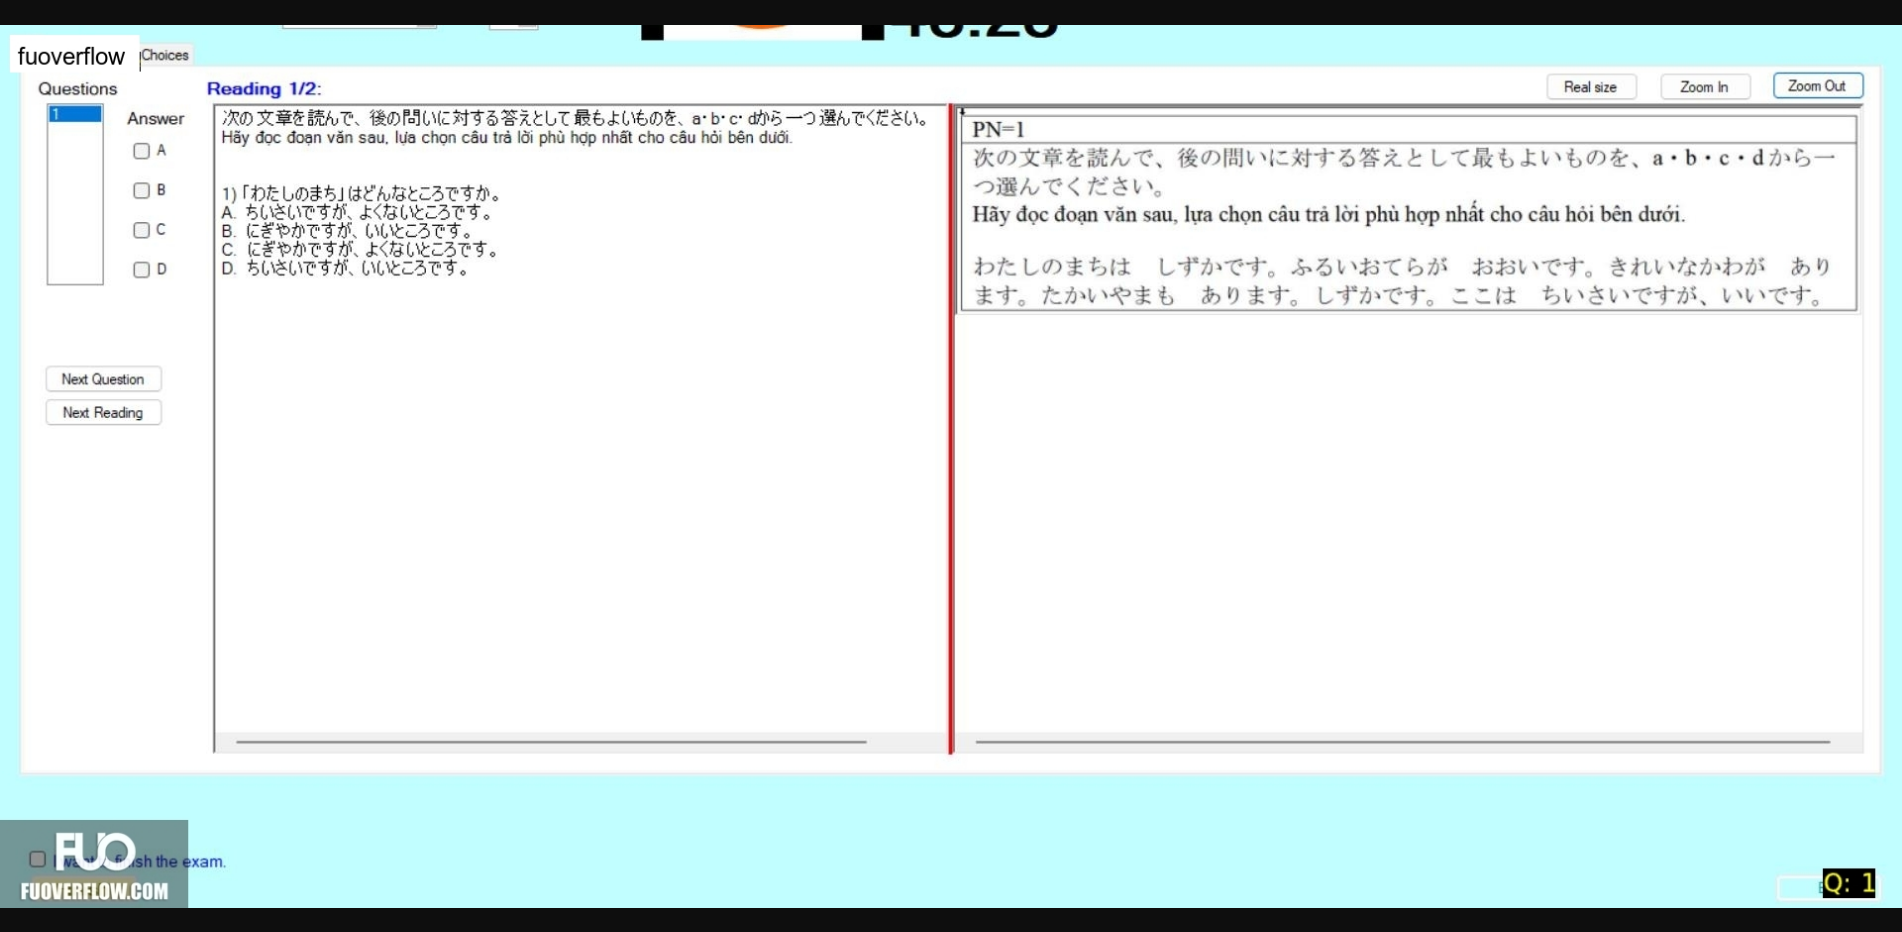 fuoverflow
Choices
Questions
Reading 1/2:
Real size
Zoom In
Zoom Out
1
Answer
A
B
C
D
次の文章を読んで、後の問いに対する答えとして最もよいものを、a・b・c・dから一つ選んでください。
Hãy đọc đoạn văn sau, lựa chọn câu trả lời phù hợp nhất cho câu hỏi bên dưới.
1)「わたしのまち」はどんなところですか。
A. ちいさいですが、よくないところです。
B. にぎやかですが、いいところです。
C. にぎやかですが、よくないところです。
D. ちいさいですが、いいところです。
PN=1
次の文章を読んで、後の問いに対する答えとして最もよいものを、a・b・c・dから一
つ選んでください。
Hãy đọc đoạn văn sau, lựa chọn câu trả lời phù hợp nhất cho câu hỏi bên dưới.
わたしのまちは　しずかです。ふるいおてらが　おおいです。きれいなかわが　あり
ます。たかいやまも　あります。しずかです。ここは　ちいさいですが、いいです。
Next Question
Next Reading
FUO
the exam.
FUOVERFLOW.COM
Q: 1